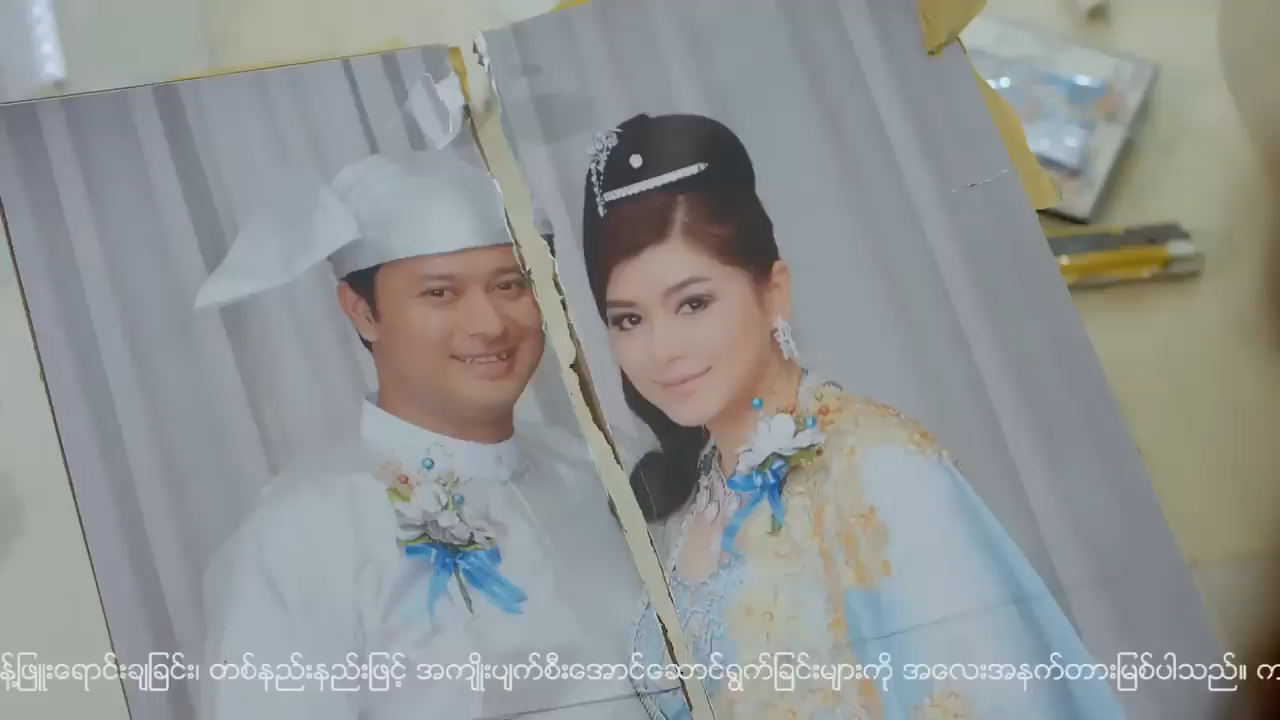 န့်ဖြူးရောင်းချခြင်း၊ တစ်နည်းနည်းဖြင့် အကျိုးပျက်စီးအောင်ဆောင်ရွက်ခြင်းများကို အလေးအနက်တားမြစ်ပါသည်။ က